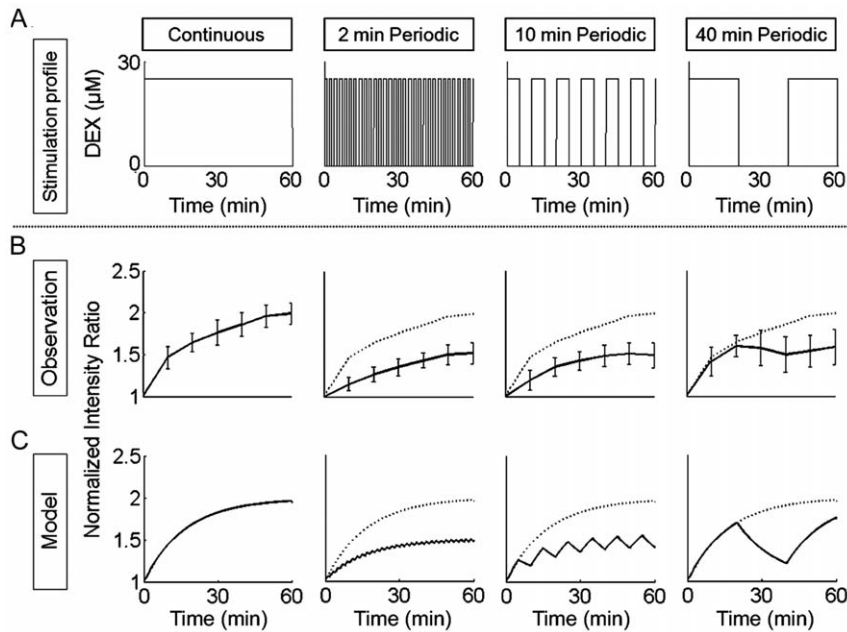 A
Stimulation profile
Continuous
2 min Periodic
10 min Periodic
40 min Periodic
DEX (μM)
30
0
0 30 60
0 30 60
0 30 60
0 30 60
Time (min)
Time (min)
Time (min)
Time (min)
B
Observation
Normalized Intensity Ratio
2.5
2
1.5
1
C
Model
2.5
2
1.5
1
0 30 60
0 30 60
0 30 60
0 30 60
Time (min)
Time (min)
Time (min)
Time (min)